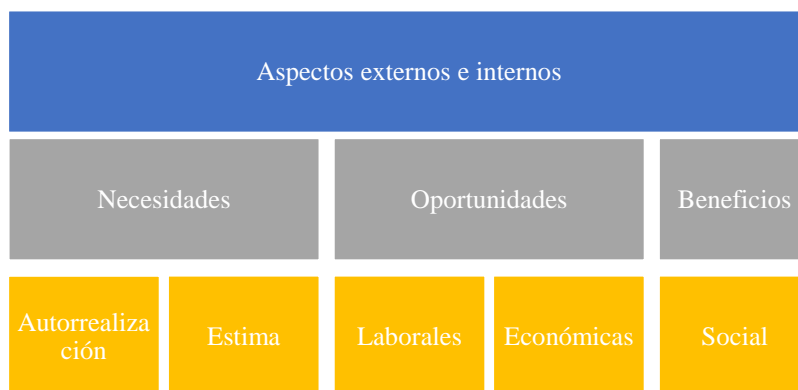 Aspectos externos e internos
Necesidades
Oportunidades
Beneficios
Autorrealiza
ción
Estima
Laborales
Económicas
Social